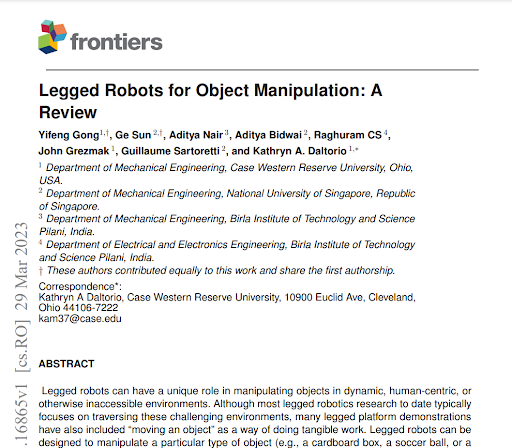 frontiers
Legged Robots for Object Manipulation: A
Review
Yifeng Gong1,†, Ge Sun 2,†, Aditya Nair 3, Aditya Bidwai 2, Raghuram CS 4,
John Grezmak 1, Guillaume Sartoretti 2, and Kathryn A. Daltorio 1,*
1 Department of Mechanical Engineering, Case Western Reserve University, Ohio,
USA.
2 Department of Mechanical Engineering, National University of Singapore, Republic
of Singapore.
3 Department of Mechanical Engineering, Birla Institute of Technology and Science
Pilani, India.
4 Department of Electrical and Electronics Engineering, Birla Institute of Technology
and Science Pilani, India.
† These authors contributed equally to this work and share the first authorship.
Correspondence*:
Kathryn A Daltorio, Case Western Reserve University, 10900 Euclid Ave, Cleveland,
Ohio 44106-7222
kam37@case.edu
.16865v1 [cs.RO] 29 Mar 2023
ABSTRACT
Legged robots can have a unique role in manipulating objects in dynamic, human-centric, or
otherwise inaccessible environments. Although most legged robotics research to date typically
focuses on traversing these challenging environments, many legged platform demonstrations
have also included “moving an object” as a way of doing tangible work. Legged robots can be
designed to manipulate a particular type of object (e.g., a cardboard box, a soccer ball, or a